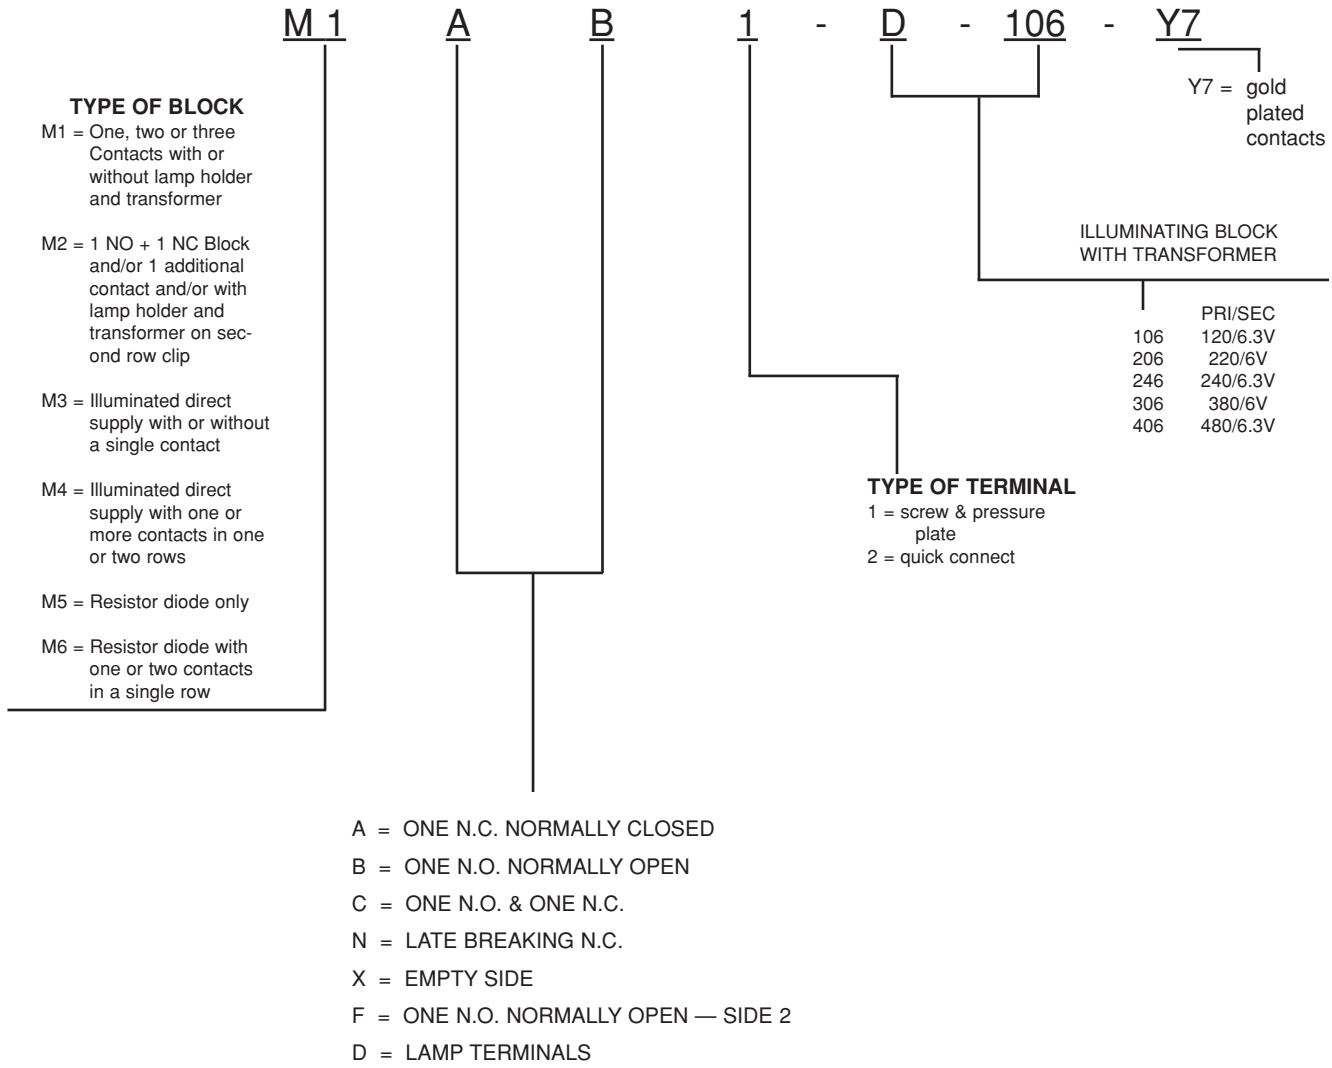 M 1 A B 1 - D - 106 - Y7
Y7 = gold
plated
contacts
TYPE OF BLOCK
M1 = One, two or three
Contacts with or
without lamp holder
and transformer
M2 = 1 NO + 1 NC Block
and/or 1 additional
contact and/or with
lamp holder and
transformer on sec-
ond row clip
M3 = Illuminated direct
supply with or without
a single contact
M4 = Illuminated direct
supply with one or
more contacts in one
or two rows
M5 = Resistor diode only
M6 = Resistor diode with
one or two contacts
in a single row
ILLUMINATING BLOCK
WITH TRANSFORMER
PRI/SEC
106 120/6.3V
206 220/6V
246 240/6.3V
306 380/6V
406 480/6.3V
TYPE OF TERMINAL
1 = screw & pressure
plate
2 = quick connect
A = ONE N.C. NORMALLY CLOSED
B = ONE N.O. NORMALLY OPEN
C = ONE N.O. & ONE N.C.
N = LATE BREAKING N.C.
X = EMPTY SIDE
F = ONE N.O. NORMALLY OPEN — SIDE 2
D = LAMP TERMINALS